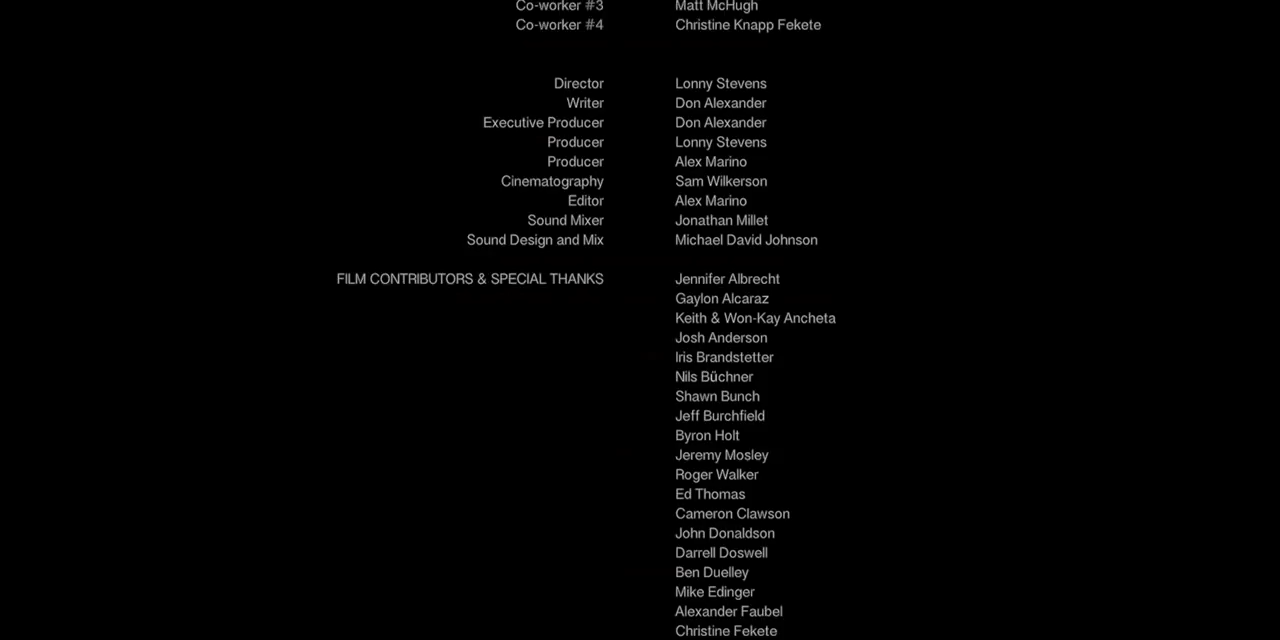 Co-worker #3 Matt McHugh
Co-worker #4 Christine Knapp Fekete
Director Lonny Stevens
Writer Don Alexander
Executive Producer Don Alexander
Producer Lonny Stevens
Producer Alex Marino
Cinematography Sam Wilkerson
Editor Alex Marino
Sound Mixer Jonathan Millet
Sound Design and Mix Michael David Johnson
FILM CONTRIBUTORS & SPECIAL THANKS Jennifer Albrecht
Gaylon Alcaraz
Keith & Won-Kay Ancheta
Josh Anderson
Iris Brandstetter
Nils Büchner
Shawn Bunch
Jeff Burchfield
Byron Holt
Jeremy Mosley
Roger Walker
Ed Thomas
Cameron Clawson
John Donaldson
Darrell Doswell
Ben Duelley
Mike Edinger
Alexander Faubel
Christine Fekete